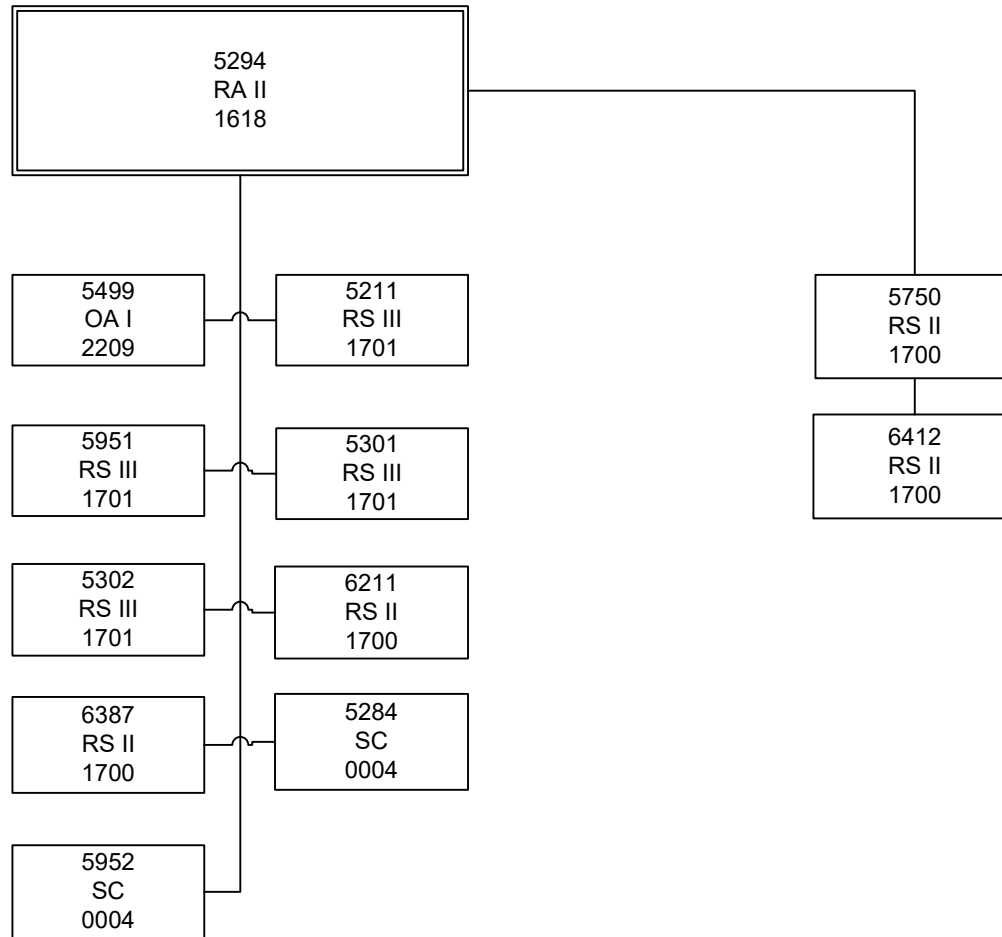 5294
RA II
1618
5499
OA I
2209
5211
RS III
1701
5750
RS II
1700
5951
RS III
1701
5301
RS III
1701
6412
RS II
1700
5302
RS III
1701
6211
RS II
1700
6387
RS II
1700
5284
SC
0004
5952
SC
0004